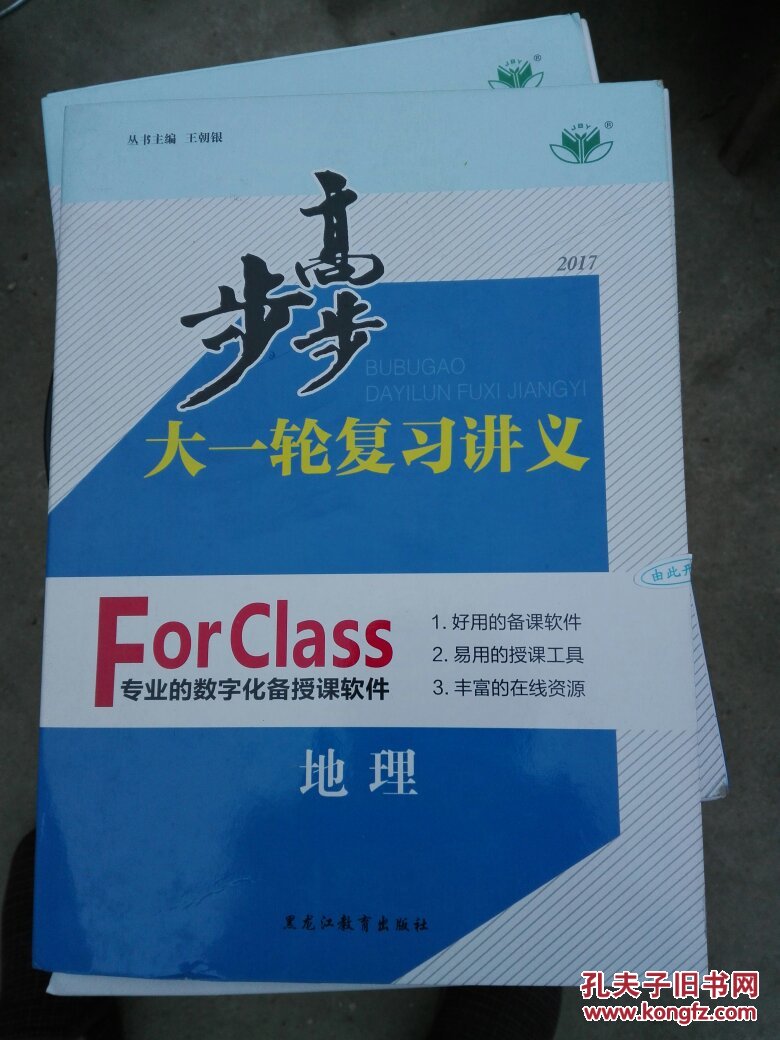 JBY ®
丛书主编 王朝银
JBY ®
步步高
2017
BUBUGAO
DAYILUN FUXI JIANGYI
大一轮复习讲义
由此开
ForClass
专业的数字化备授课软件
1. 好用的备课软件
2. 易用的授课工具
3. 丰富的在线资源
地理
黑龙江教育出版社
孔夫子旧书网
www.kongfz.com